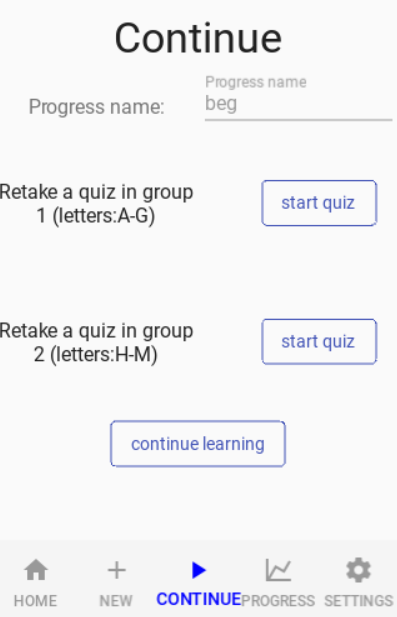 Continue
Progress name
Progress name: beg
Retake a quiz in group
1 (letters:A-G)
start quiz
Retake a quiz in group
2 (letters:H-M)
start quiz
continue learning
HOME NEW CONTINUE PROGRESS SETTINGS